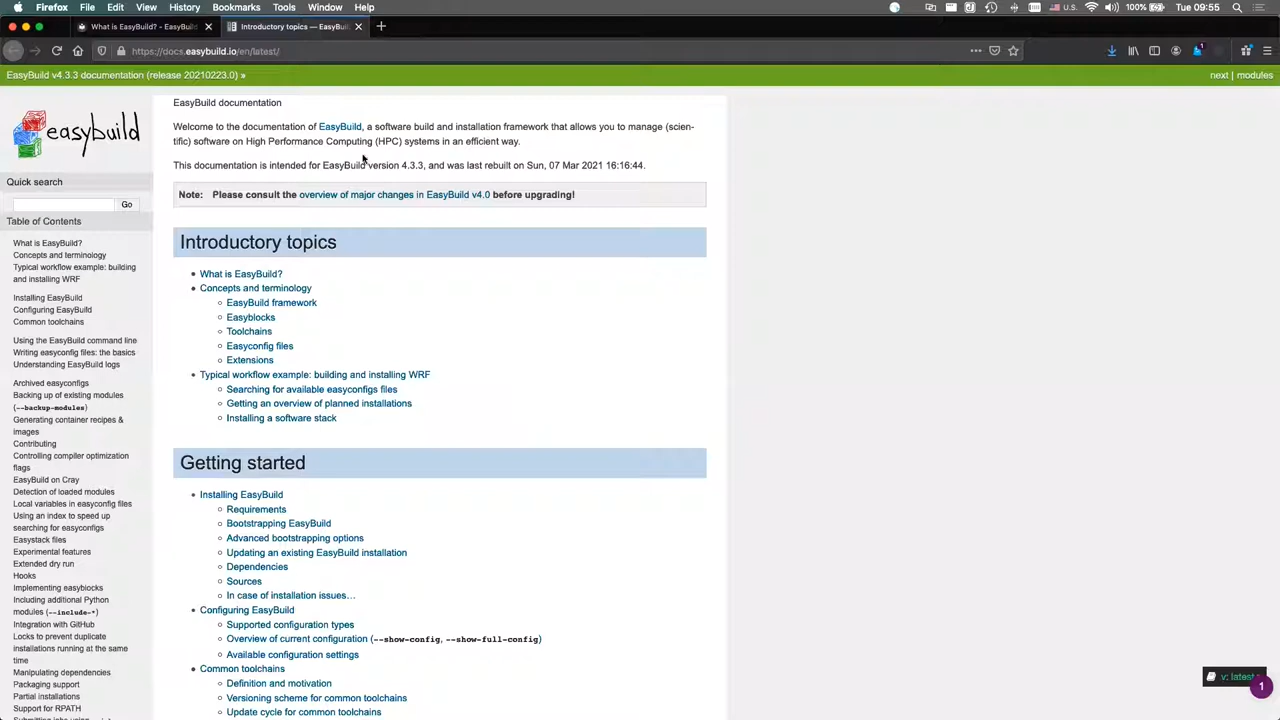 Firefox File Edit View History Bookmarks Tools Window Help
100% Tue 09:55
What is EasyBuild? - EasyBuild
Introductory topics — EasyBuil
https://docs.easybuild.io/en/latest/
EasyBuild v4.3.3 documentation (release 20210223.0) »
next | modules
easybuild
Quick search
Go
Table of Contents
What is EasyBuild?
Concepts and terminology
Typical workflow example: building
and installing WRF
Installing EasyBuild
Configuring EasyBuild
Common toolchains
Using the EasyBuild command line
Writing easyconfig files: the basics
Understanding EasyBuild logs
Archived easyconfigs
Backing up of existing modules
(--backup-modules)
Generating container recipes &
images
Contributing
Controlling compiler optimization
flags
EasyBuild on Cray
Detection of loaded modules
Local variables in easyconfig files
Using an index to speed up
searching for easyconfigs
Easystack files
Experimental features
Extended dry run
Hooks
Implementing easyblocks
Including additional Python
modules (--include-*)
Integration with GitHub
Locks to prevent duplicate
installations running at the same
time
Manipulating dependencies
Packaging support
Partial installations
Support for RPATH
EasyBuild documentation
Welcome to the documentation of EasyBuild, a software build and installation framework that allows you to manage (scien-
tific) software on High Performance Computing (HPC) systems in an efficient way.
This documentation is intended for EasyBuild version 4.3.3, and was last rebuilt on Sun, 07 Mar 2021 16:16:44.
Note: Please consult the overview of major changes in EasyBuild v4.0 before upgrading!
Introductory topics
What is EasyBuild?
Concepts and terminology
EasyBuild framework
Easyblocks
Toolchains
Easyconfig files
Extensions
Typical workflow example: building and installing WRF
Searching for available easyconfigs files
Getting an overview of planned installations
Installing a software stack
Getting started
Installing EasyBuild
Requirements
Bootstrapping EasyBuild
Advanced bootstrapping options
Updating an existing EasyBuild installation
Dependencies
Sources
In case of installation issues…
Configuring EasyBuild
Supported configuration types
Overview of current configuration (--show-config, --show-full-config)
Available configuration settings
Common toolchains
Definition and motivation
Versioning scheme for common toolchains
Update cycle for common toolchains
v: latest
1